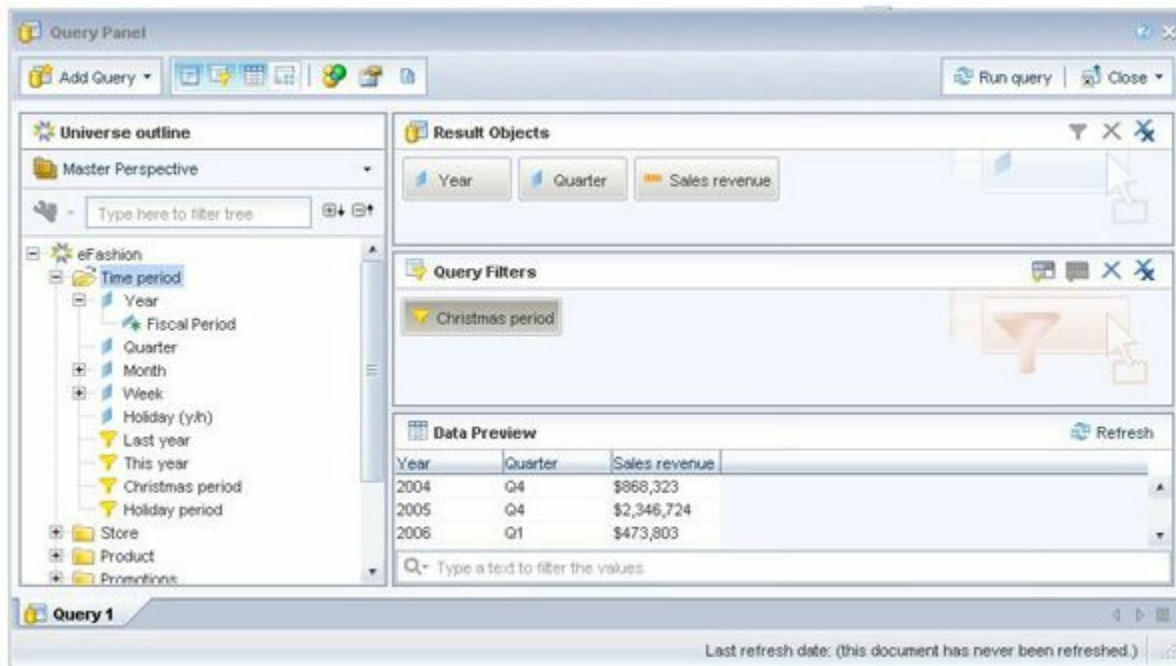 Query Panel
Add Query
Run query
Close
Universe outline
Master Perspective
Type here to filter tree
eFashion
Time period
Year
Fiscal Period
Quarter
Month
Week
Holiday (y/h)
Last year
This year
Christmas period
Holiday period
Store
Product
Promotions
Result Objects
Year Quarter Sales revenue
Query Filters
Christmas period
Data Preview
Refresh
Year Quarter Sales revenue
2004 Q4 $868,323
2005 Q4 $2,346,724
2006 Q1 $473,803
Type a text to filter the values
Query 1
Last refresh date: (this document has never been refreshed.)